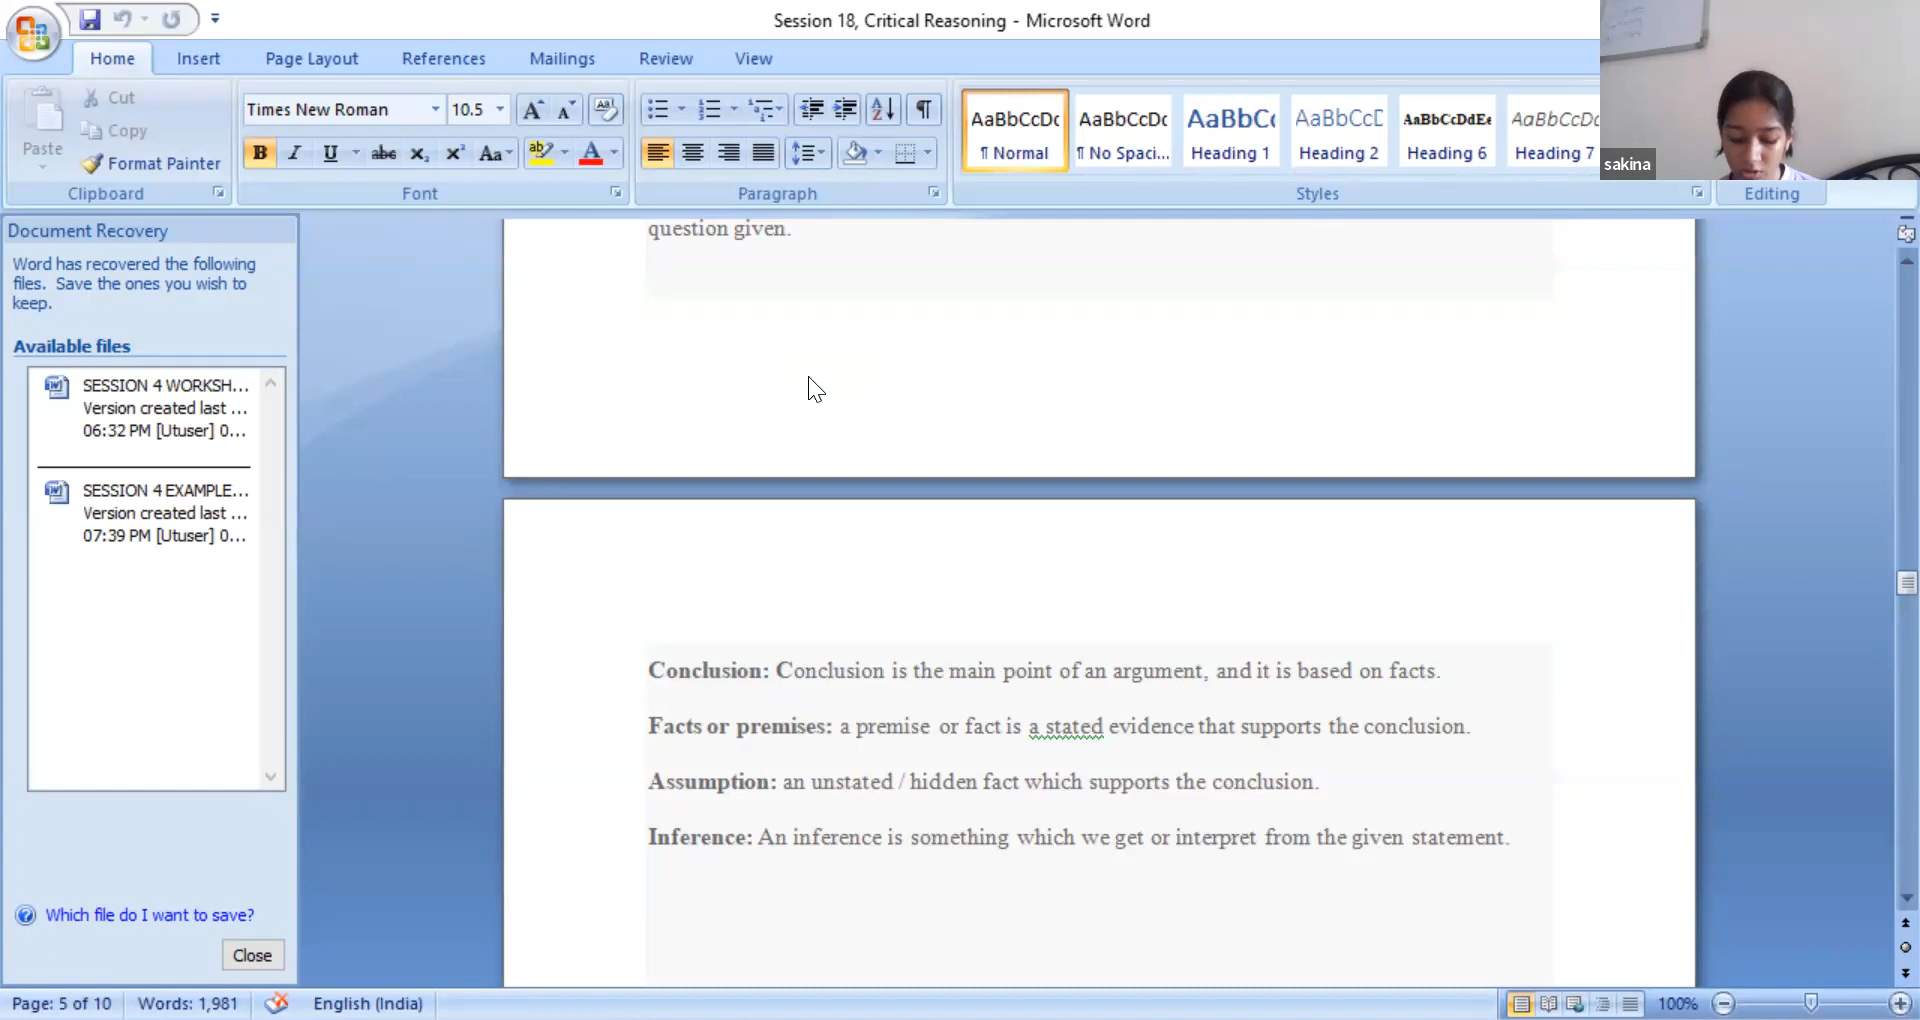 Session 18, Critical Reasoning - Microsoft Word
Home Insert Page Layout References Mailings Review View
Paste
Cut
Copy
Format Painter
Clipboard
Times New Roman 10.5
Font
Paragraph
AaBbCcDc AaBbCcDc AaBbCc AaBbCcD AaBbCcDdEe AaBbCcDc
¶ Normal ¶ No Spaci... Heading 1 Heading 2 Heading 6 Heading 7
Styles
Editing
sakina
Document Recovery
Word has recovered the following
files. Save the ones you wish to
keep.
Available files
SESSION 4 WORKSH...
Version created last ...
06:32 PM [Utuser] 0...
SESSION 4 EXAMPLE...
Version created last ...
07:39 PM [Utuser] 0...
Which file do I want to save?
Close
question given.
Conclusion: Conclusion is the main point of an argument, and it is based on facts.
Facts or premises: a premise or fact is a stated evidence that supports the conclusion.
Assumption: an unstated / hidden fact which supports the conclusion.
Inference: An inference is something which we get or interpret from the given statement.
Page: 5 of 10 Words: 1,981 English (India) 100%